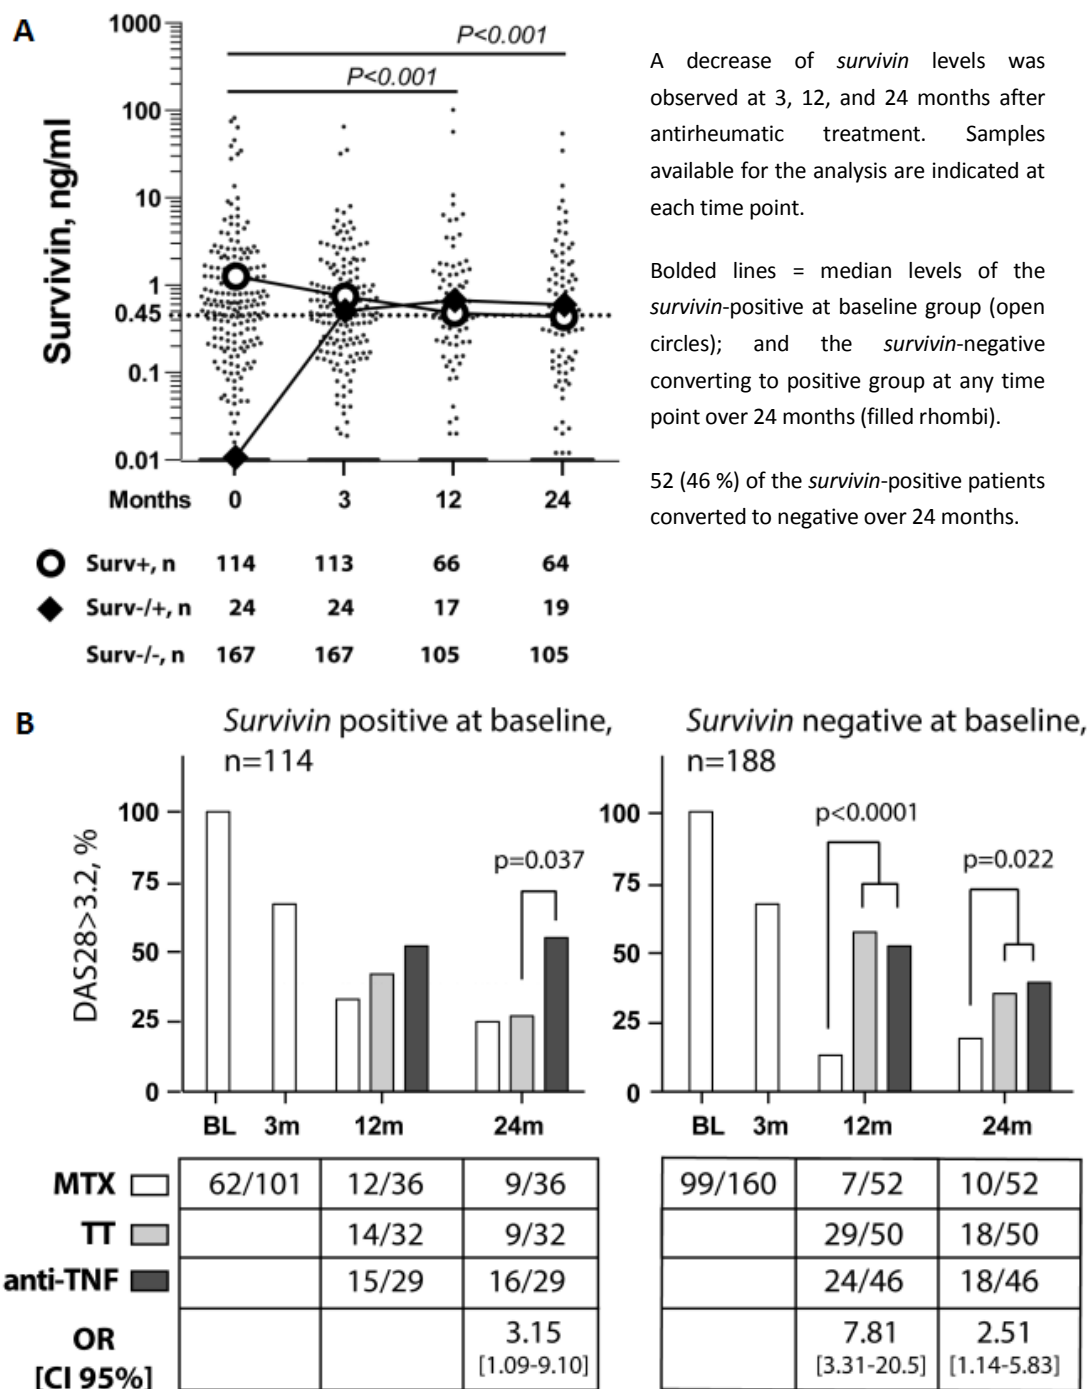 A
1000
100
10
1
0.45
0.1
0.01
Survivin, ng/ml
P<0.001
P<0.001
Months 0 3 12 24
Surv+, n 114 113 66 64
Surv-/+, n 24 24 17 19
Surv-/-, n 167 167 105 105
A decrease of survivin levels was
observed at 3, 12, and 24 months after
antirheumatic treatment. Samples
available for the analysis are indicated at
each time point.
Bolded lines = median levels of the
survivin-positive at baseline group (open
circles); and the survivin-negative
converting to positive group at any time
point over 24 months (filled rhombi).
52 (46 %) of the survivin-positive patients
converted to negative over 24 months.
B
Survivin positive at baseline,
n=114
DAS28>3.2, %
100
75
50
25
0
p=0.037
BL 3m 12m 24m
Survivin negative at baseline,
n=188
100
75
50
25
0
p<0.0001
p=0.022
BL 3m 12m 24m
MTX 62/101 12/36 9/36 99/160 7/52 10/52
TT 14/32 9/32 29/50 18/50
anti-TNF 15/29 16/29 24/46 18/46
OR 3.15 7.81 2.51
[CI 95%] [1.09-9.10] [3.31-20.5] [1.14-5.83]